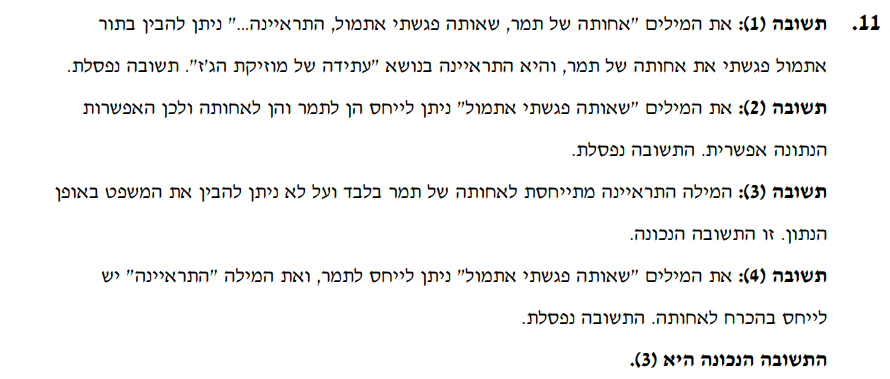 11. תשובה (1): את המילים "אחותה של תמר, שאותה פגשתי אתמול, התראיינה..." ניתן להבין בתור
אתמול פגשתי את אחותה של תמר, והיא התראיינה בנושא "עתידה של מוזיקת הג'ז". תשובה נפסלת.
תשובה (2): את המילים "שאותה פגשתי אתמול" ניתן לייחס הן לתמר והן לאחותה ולכן האפשרות
הנתונה אפשרית. התשובה נפסלת.
תשובה (3): המילה התראיינה מתייחסת לאחותה של תמר בלבד ועל לא ניתן להבין את המשפט באופן
הנתון. זו התשובה הנכונה.
תשובה (4): את המילים "שאותה פגשתי אתמול" ניתן לייחס לתמר, ואת המילה "התראיינה" יש
לייחס בהכרח לאחותה. התשובה נפסלת.
התשובה הנכונה היא (3).